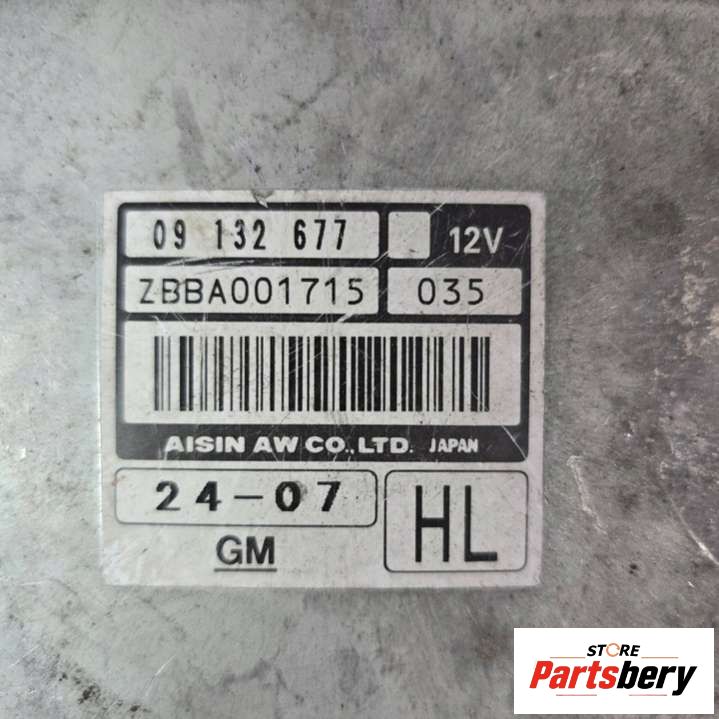 09 132 677 12V
ZBBA001715 035
AISIN AW CO.,LTD. JAPAN
24-07
GM
HL
STORE
Partsbery